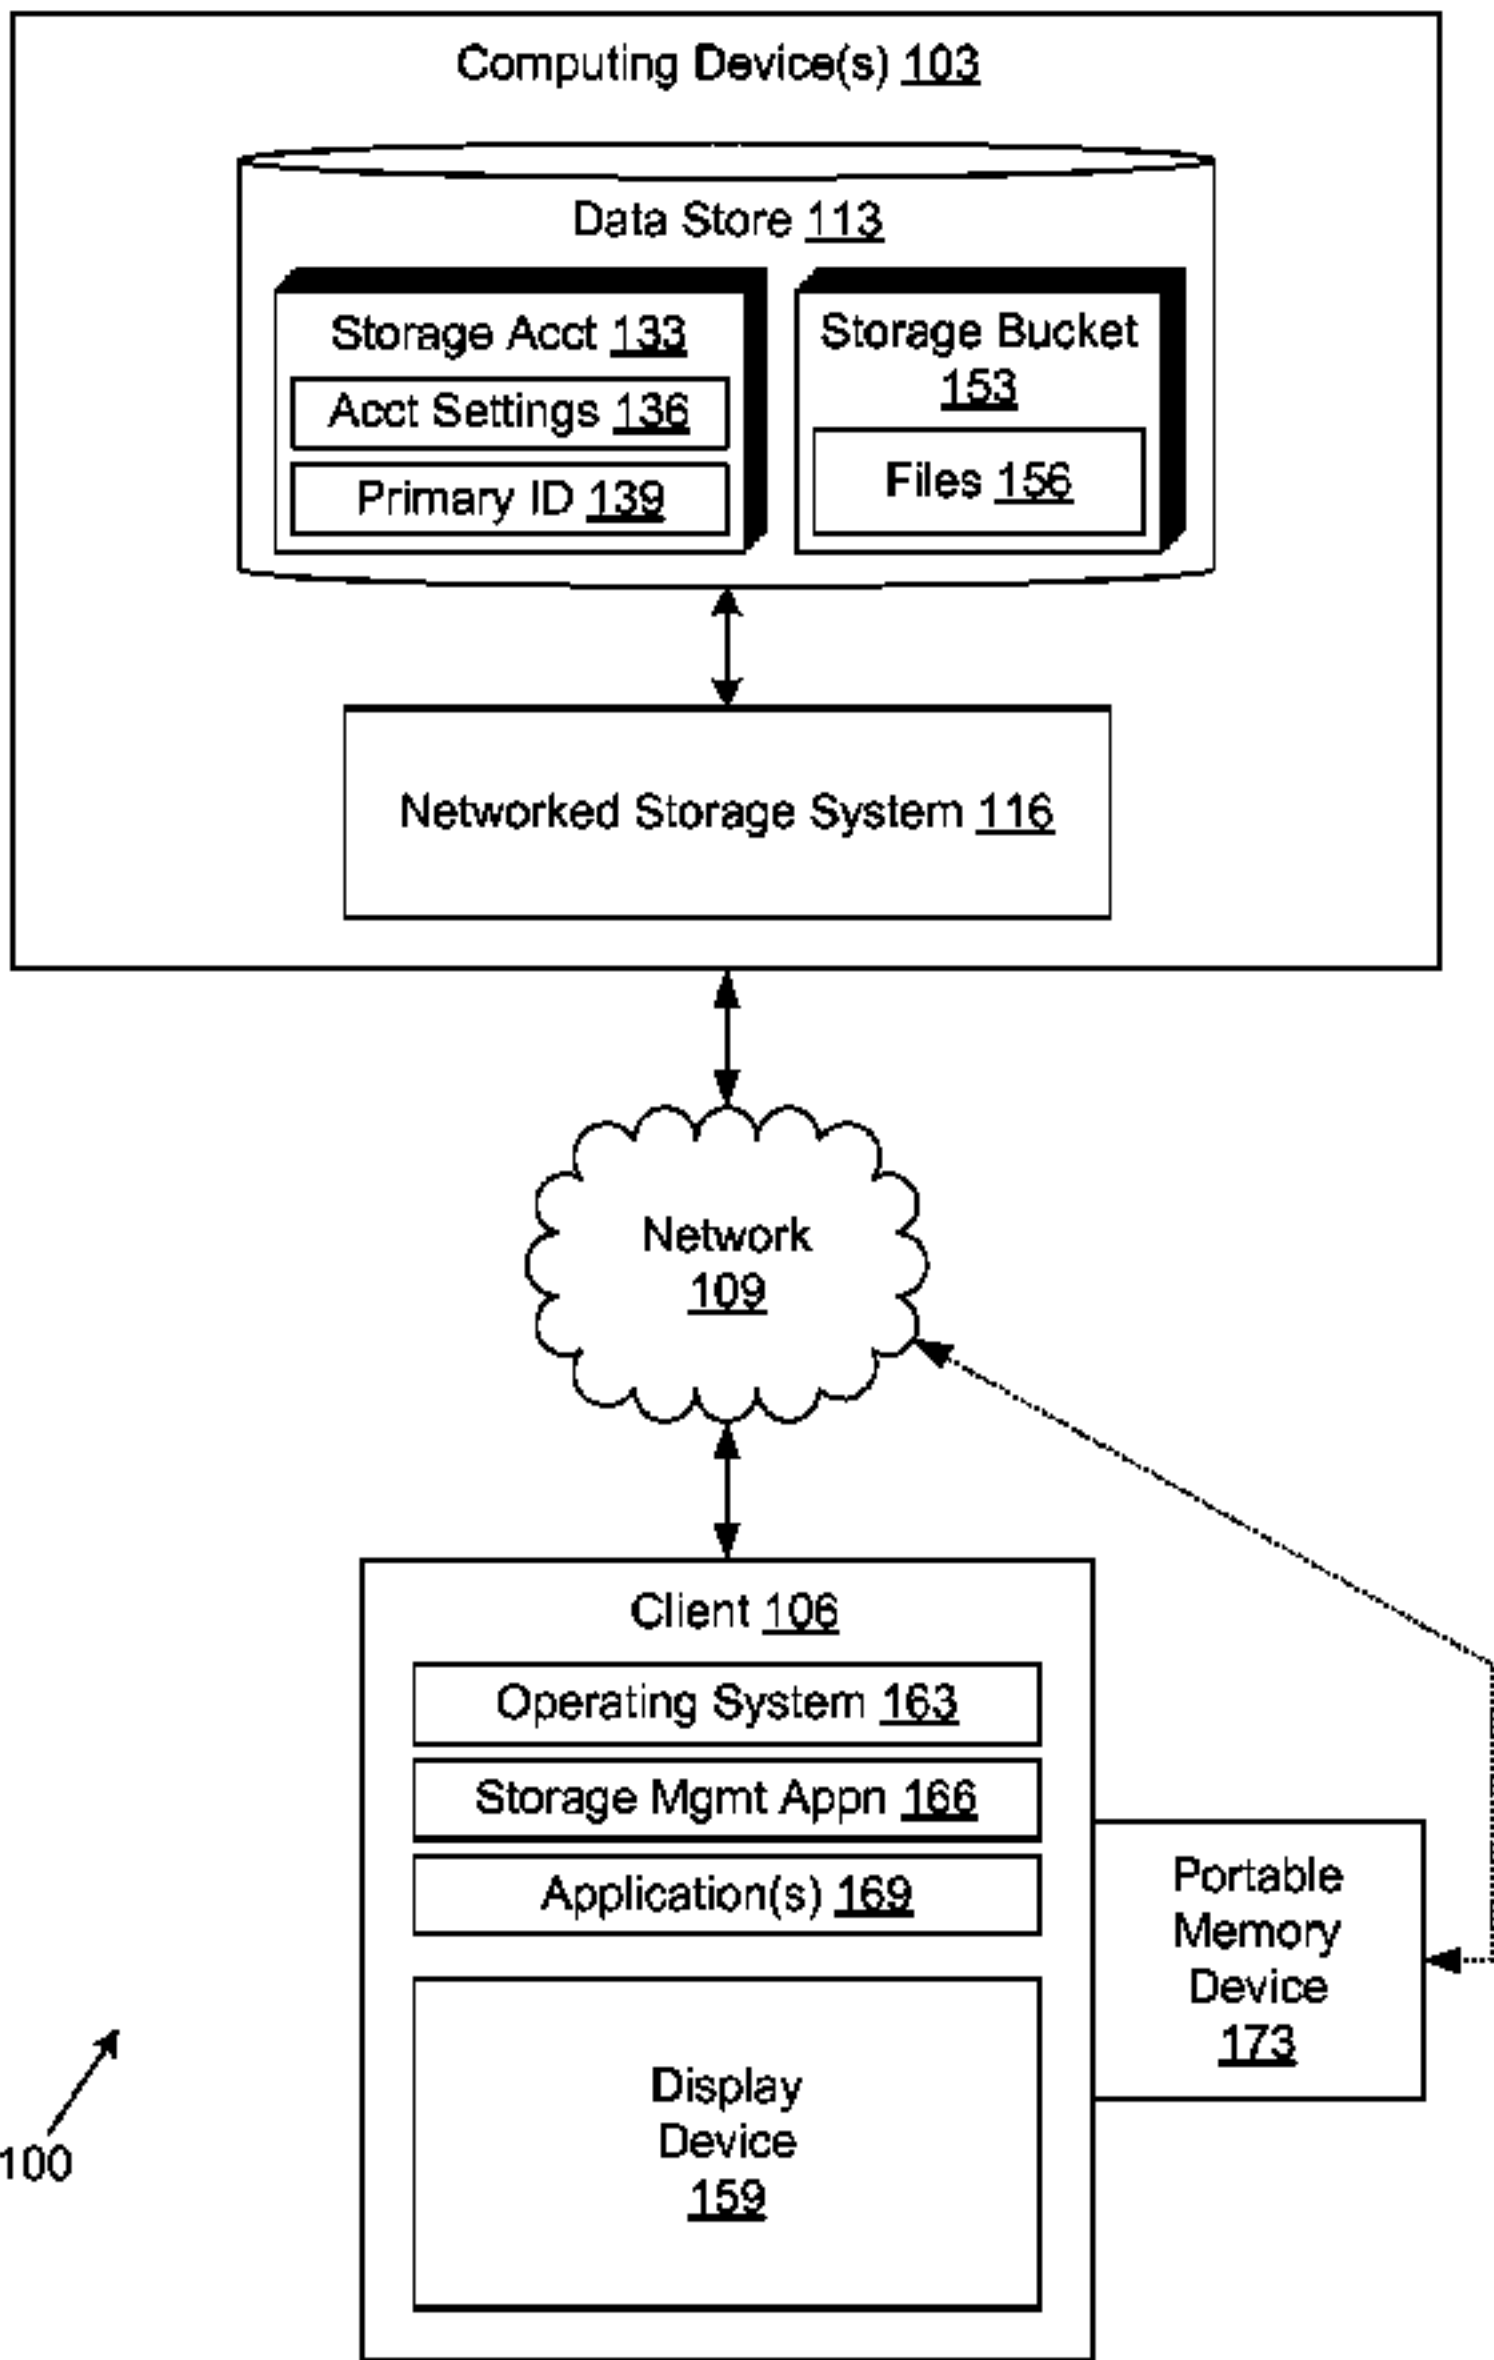 Computing Device(s) 103
Data Store 113
Storage Acct 133
Acct Settings 136
Primary ID 139
Storage Bucket
153
Files 156
Networked Storage System 116
Network
109
Client 106
Operating System 163
Storage Mgmt Appn 166
Application(s) 169
Portable
Memory
Device
173
Display
Device
159
100